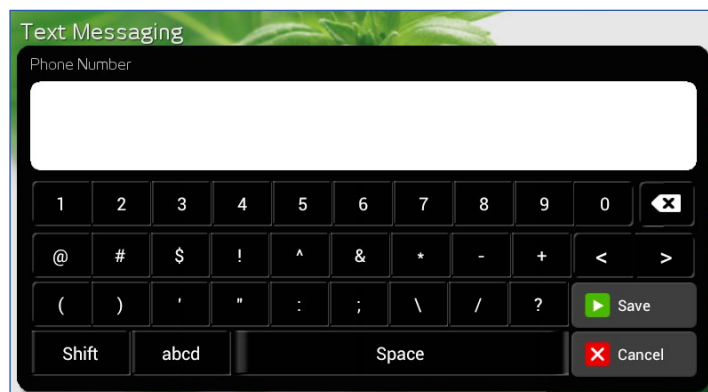 Text Messaging
Phone Number
1 2 3 4 5 6 7 8 9 0
@ # $ ! ^ & * - + < >
( ) ' " : ; \ / ? Save
Shift abcd Space Cancel